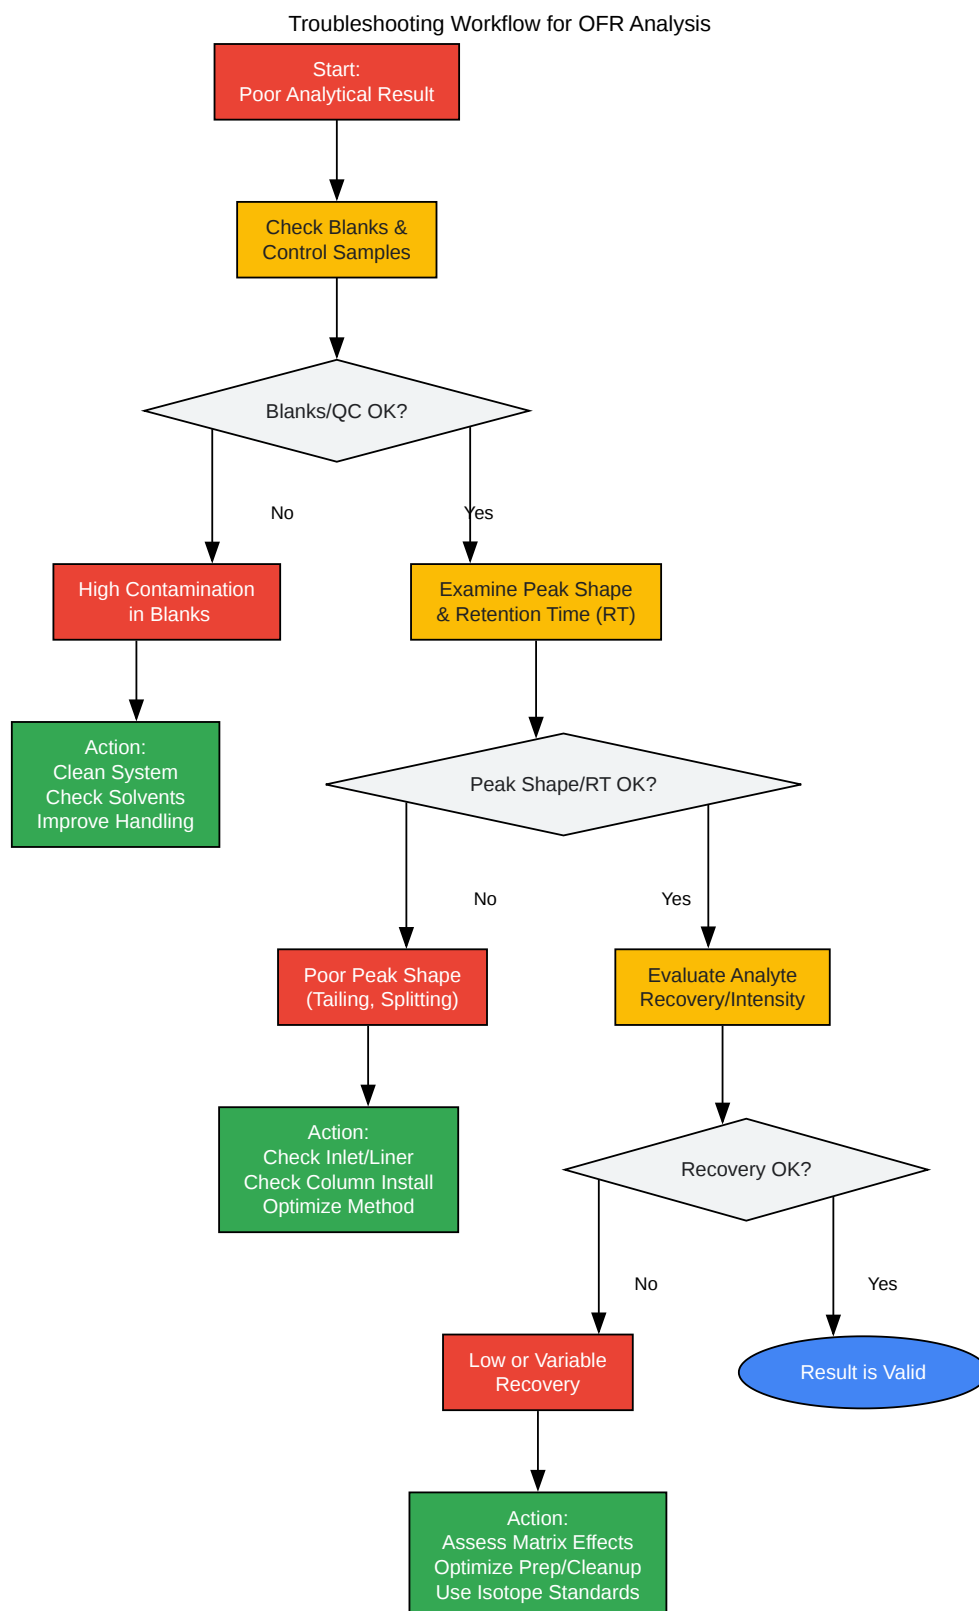 Troubleshooting Workflow for OFR Analysis
Start:
Poor Analytical Result
Check Blanks &
Control Samples
Blanks/QC OK?
No
Yes
High Contamination
in Blanks
Examine Peak Shape
& Retention Time (RT)
Action:
Clean System
Check Solvents
Improve Handling
Peak Shape/RT OK?
No
Yes
Poor Peak Shape
(Tailing, Splitting)
Evaluate Analyte
Recovery/Intensity
Action:
Check Inlet/Liner
Check Column Install
Optimize Method
Recovery OK?
No
Yes
Low or Variable
Recovery
Result is Valid
Action:
Assess Matrix Effects
Optimize Prep/Cleanup
Use Isotope Standards